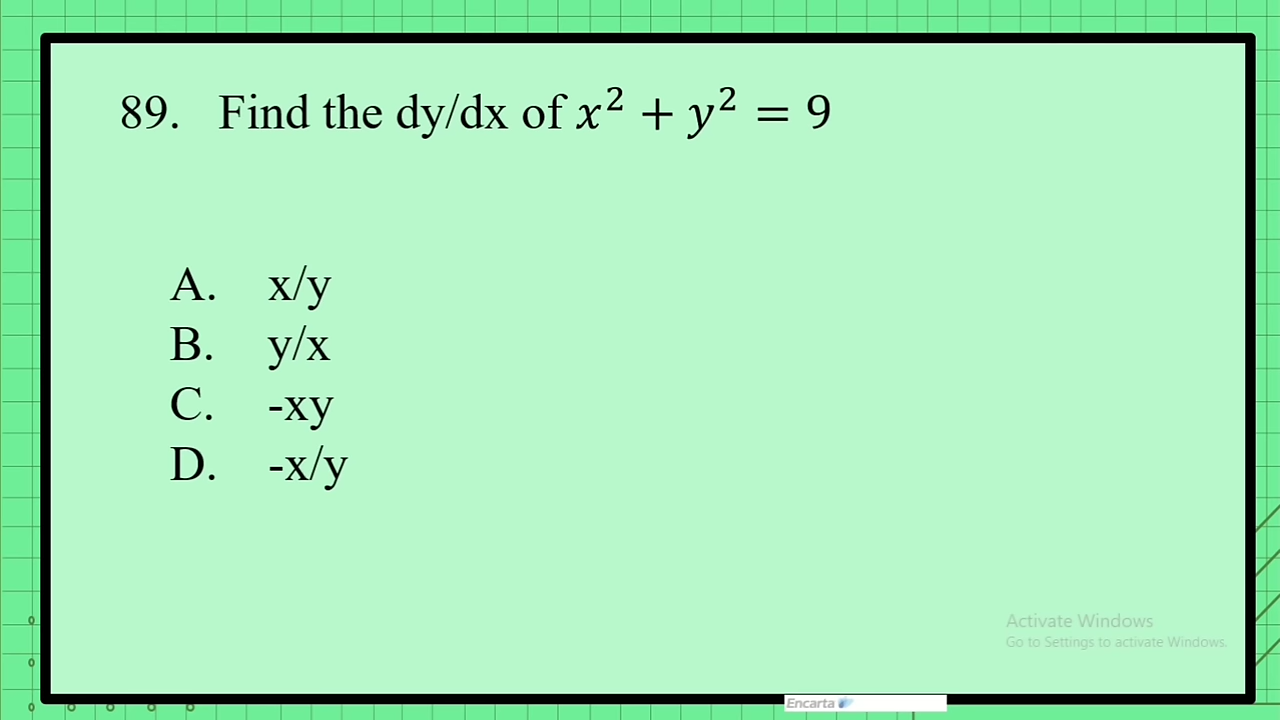 89. Find the dy/dx of x² + y² = 9
A. x/y
B. y/x
C. -xy
D. -x/y
Activate Windows
Go to Settings to activate Windows.
Encarta